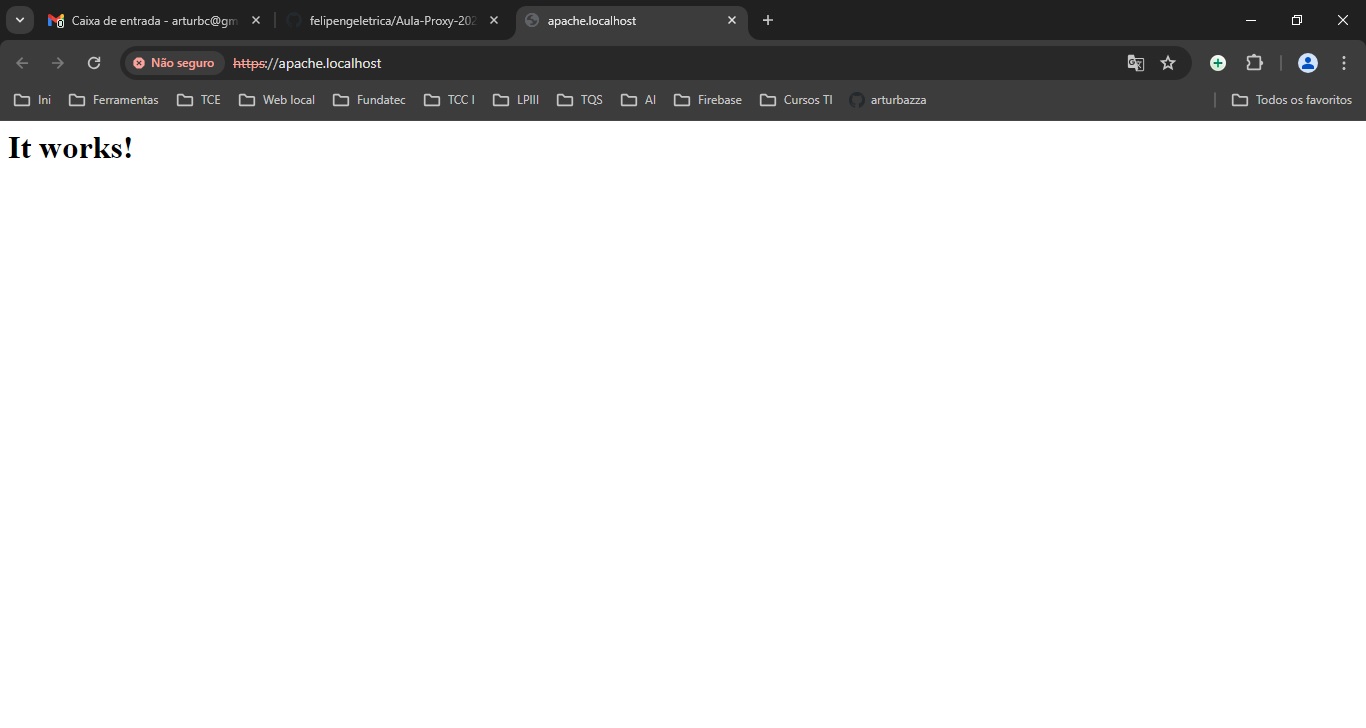 Caixa de entrada - arturbc@gm
felipengeletrica/Aula-Proxy-202
apache.localhost
Não seguro
https://apache.localhost
Ini
Ferramentas
TCE
Web local
Fundatec
TCC I
LPIII
TQS
AI
Firebase
Cursos TI
arturbazza
Todos os favoritos
It works!